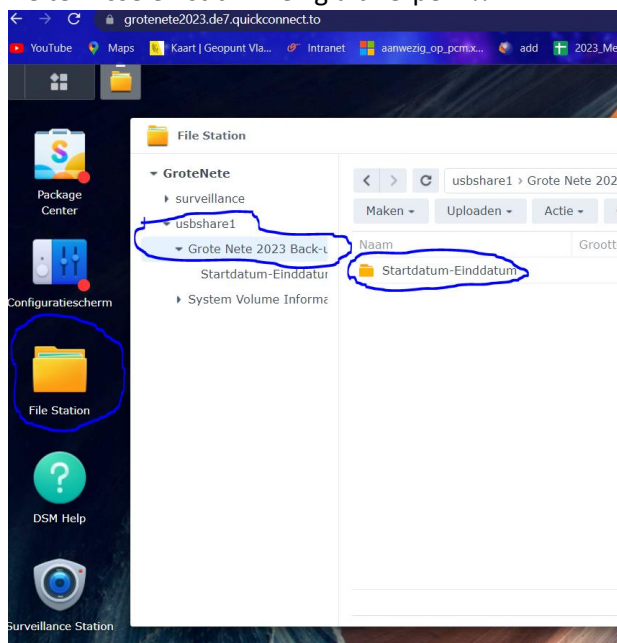 grotenete2023.de7.quickconnect.to
YouTube Maps Kaart | Geopunt Vla... Intranet aanwezig_op_pcm.x... add 2023_Me
File Station
GroteNete
surveillance
usbshare1
Grote Nete 2023 Back-u
Startdatum-Einddatur
System Volume Informa
usbshare1 › Grote Nete 202
Maken Uploaden Actie
Naam Groott
Startdatum-Einddatum
Package
Center
Configuratiescherm
File Station
DSM Help
Surveillance Station